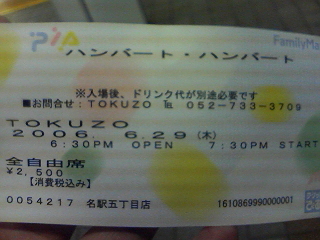 PIA
FamilyMa
ハンバート・ハンバート
※入場後、ドリンク代が別途必要です
■お問合せ：TOKUZO ℡ 052-733-3709
TOKUZO
2006. 6.29(木)
6:30PM OPEN 7:30PM START
全自由席
¥2,500
【消費税込み】
0054217 名駅五丁目店 1610869990000001